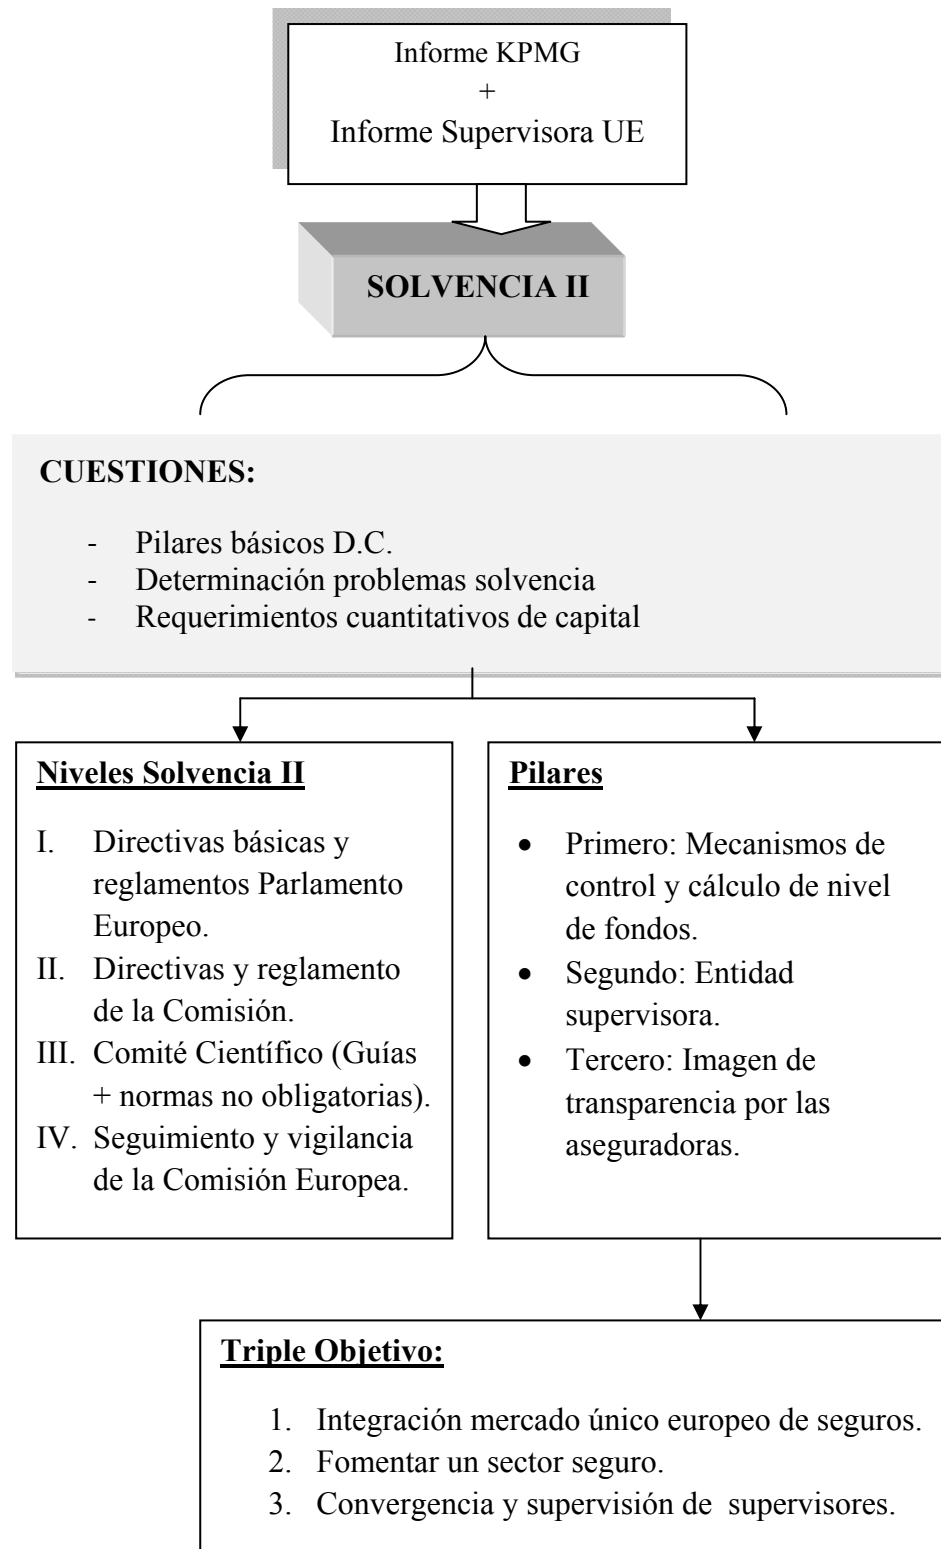 Informe KPMG
+
Informe Supervisora UE
SOLVENCIA II
CUESTIONES:
- Pilares básicos D.C.
- Determinación problemas solvencia
- Requerimientos cuantitativos de capital
Niveles Solvencia II
I. Directivas básicas y
reglamentos Parlamento
Europeo.
II. Directivas y reglamento
de la Comisión.
III. Comité Científico (Guías
+ normas no obligatorias).
IV. Seguimiento y vigilancia
de la Comisión Europea.
Pilares
• Primero: Mecanismos de
control y cálculo de nivel
de fondos.
• Segundo: Entidad
supervisora.
• Tercero: Imagen de
transparencia por las
aseguradoras.
Triple Objetivo:
1. Integración mercado único europeo de seguros.
2. Fomentar un sector seguro.
3. Convergencia y supervisión de supervisores.